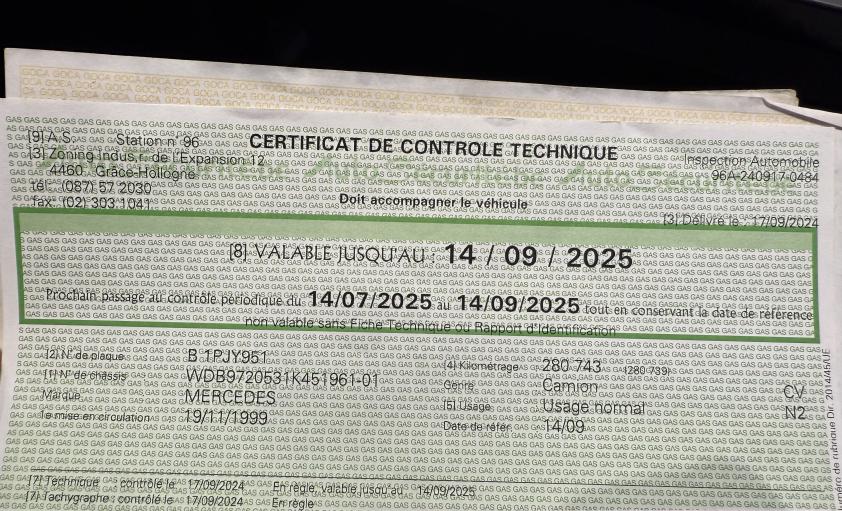 [9] A.S. Station n° 96
CERTIFICAT DE CONTROLE TECHNIQUE
Inspection Automobile
[3] Zoning Indus, r de l'Expansion 12
96A-240917-0484
4460 Grâce-Hollogne
tél.: (087) 57 2030
Doit accompagner le véhicule
fax: (02) 303 1041
[3] Délivré le : 17/09/2024
[8] VALABLE JUSQU'AU : 14 / 09 / 2025
Prochain passage au contrôle périodique du 14/07/2025 au 14/09/2025 tout en conservant la date de référence
non valable sans Fiche Technique ou Rapport d'Identification
[2] N° de plaque B 1PJY951
[4] Kilométrage 280 743 (280 739)
[1] N° de chassis WDB9720531K451961-01
Genre Camion CV
Marque MERCEDES
[5] Usage Usage normal N2
1e mise en circulation 19/11/1999
Date de référ. 14/09
[7] Technique : contrôlé le 17/09/2024 En règle, valable jusqu'au 14/09/2025
[7] Tachygraphe : contrôlé le 17/09/2024 En règle